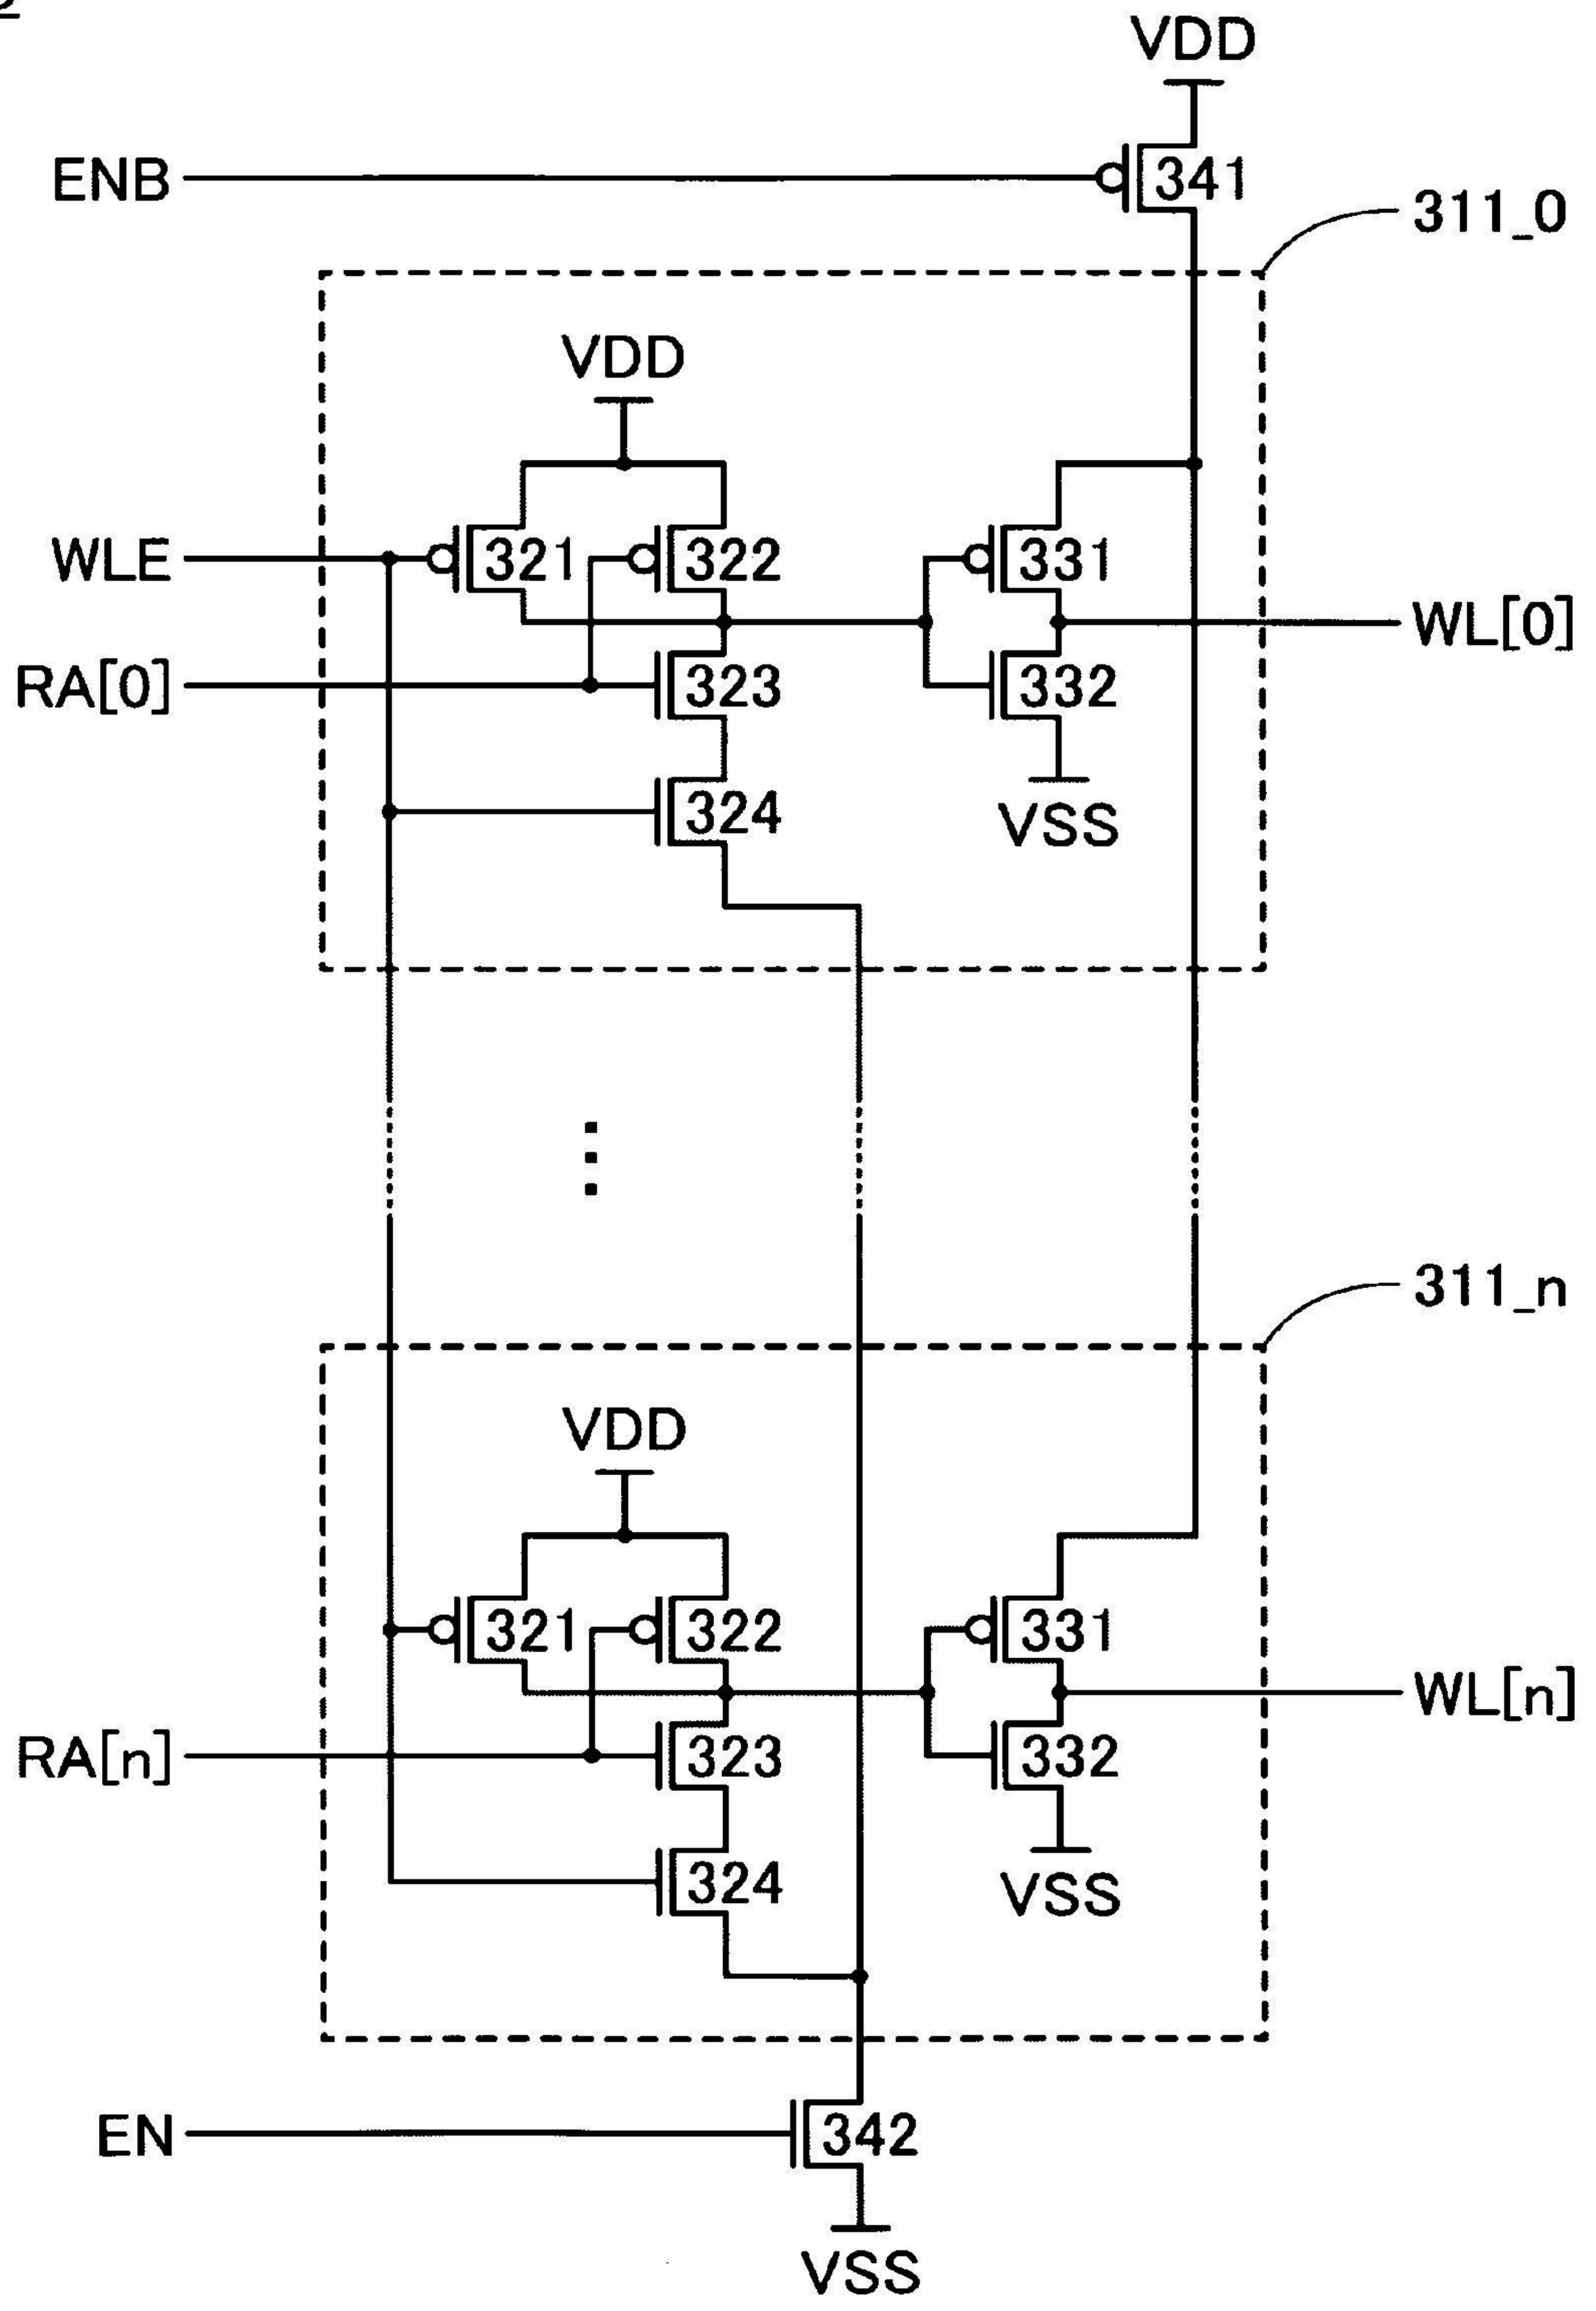 VDD
ENB
341
311_0
VDD
WLE
321
322
331
WL[0]
RA[0]
323
332
324
VSS
311_n
VDD
321
322
331
WL[n]
RA[n]
323
332
324
VSS
EN
342
VSS